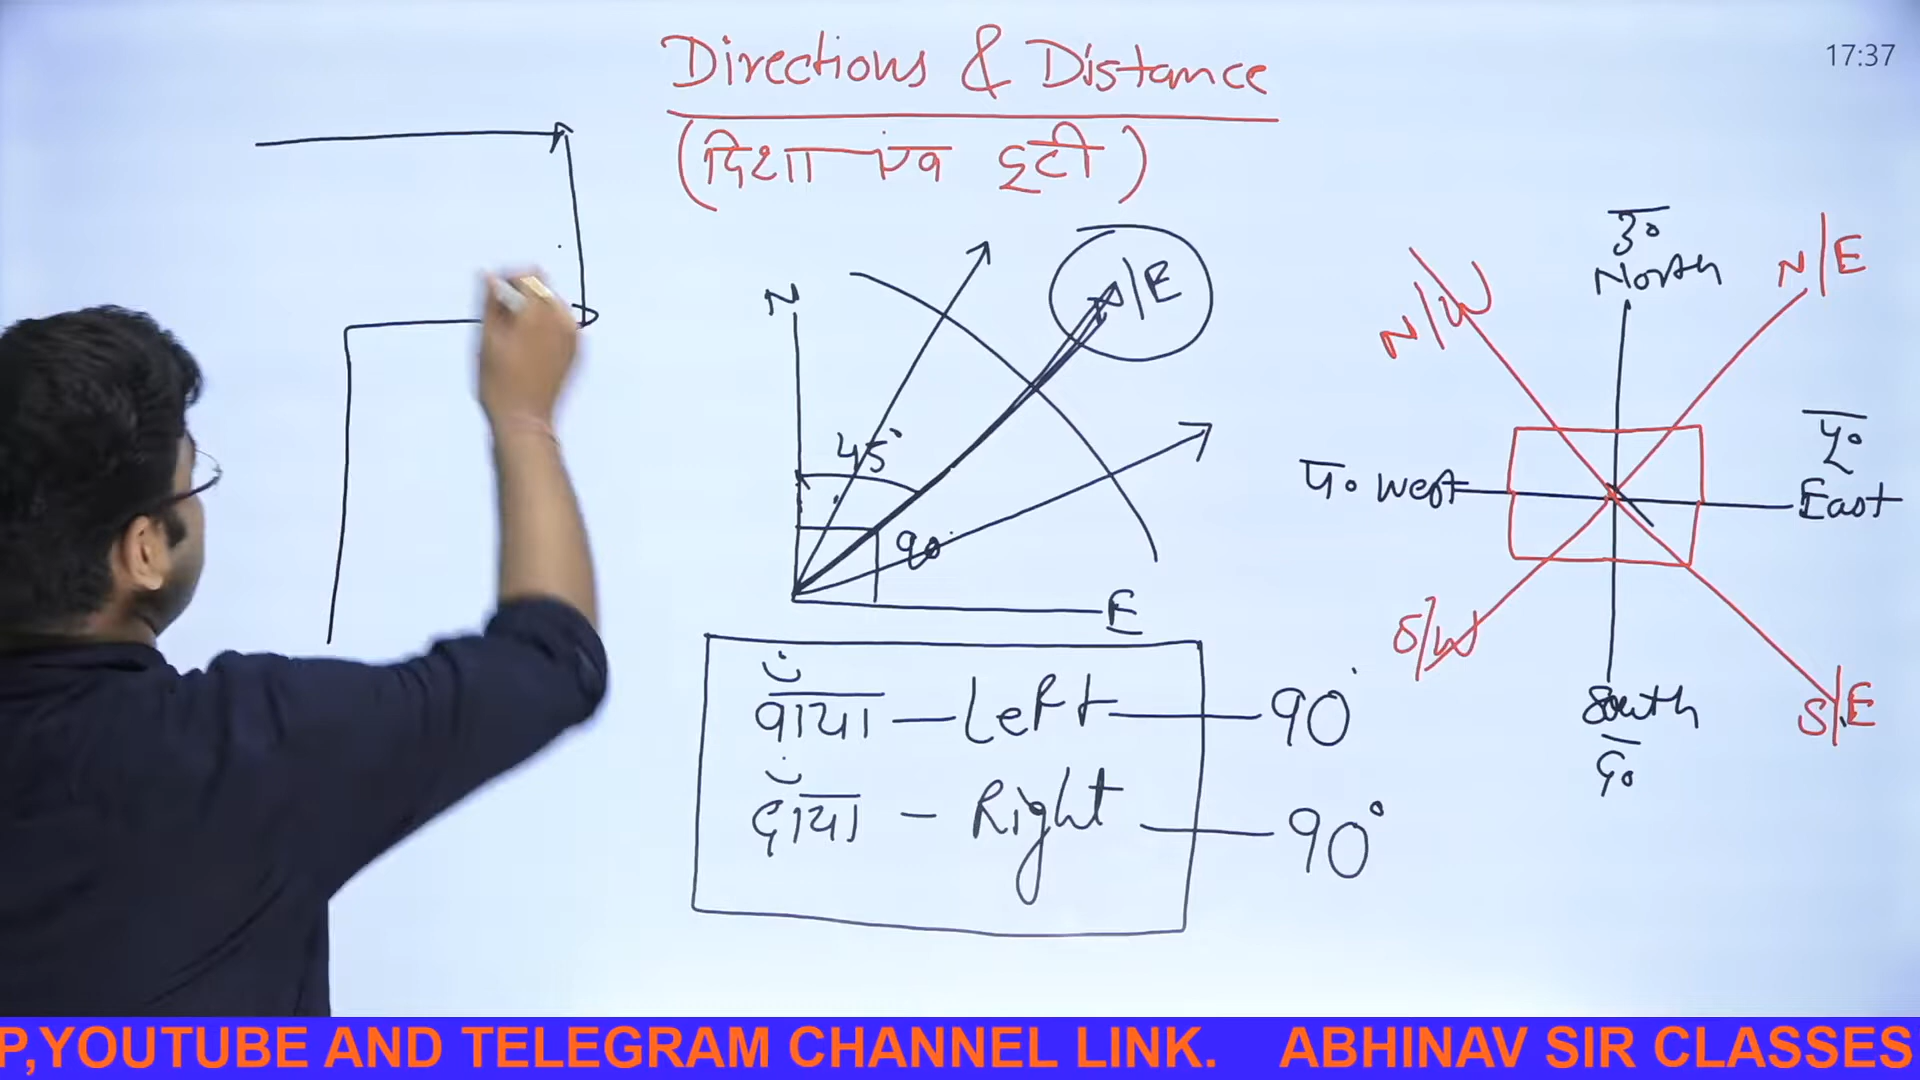 Directions & Distance
17:37
(दिशा एवं दूरी)
N
N/E
45°
90°
E
बाँया — Left — 90°
दाँया — Right — 90°
उ०
North
N/E
N/W
पू०
East
प० West
S/W
South
द०
S/E
P,YOUTUBE AND TELEGRAM CHANNEL LINK. ABHINAV SIR CLASSES